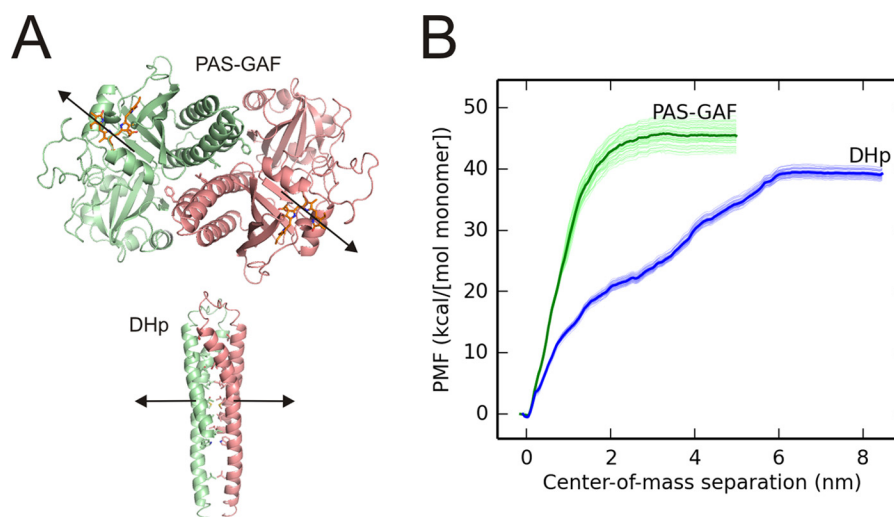 A
PAS-GAF
DHp
B
PMF (kcal/[mol monomer])
50
40
30
20
10
0
PAS-GAF
DHp
0 2 4 6 8
Center-of-mass separation (nm)